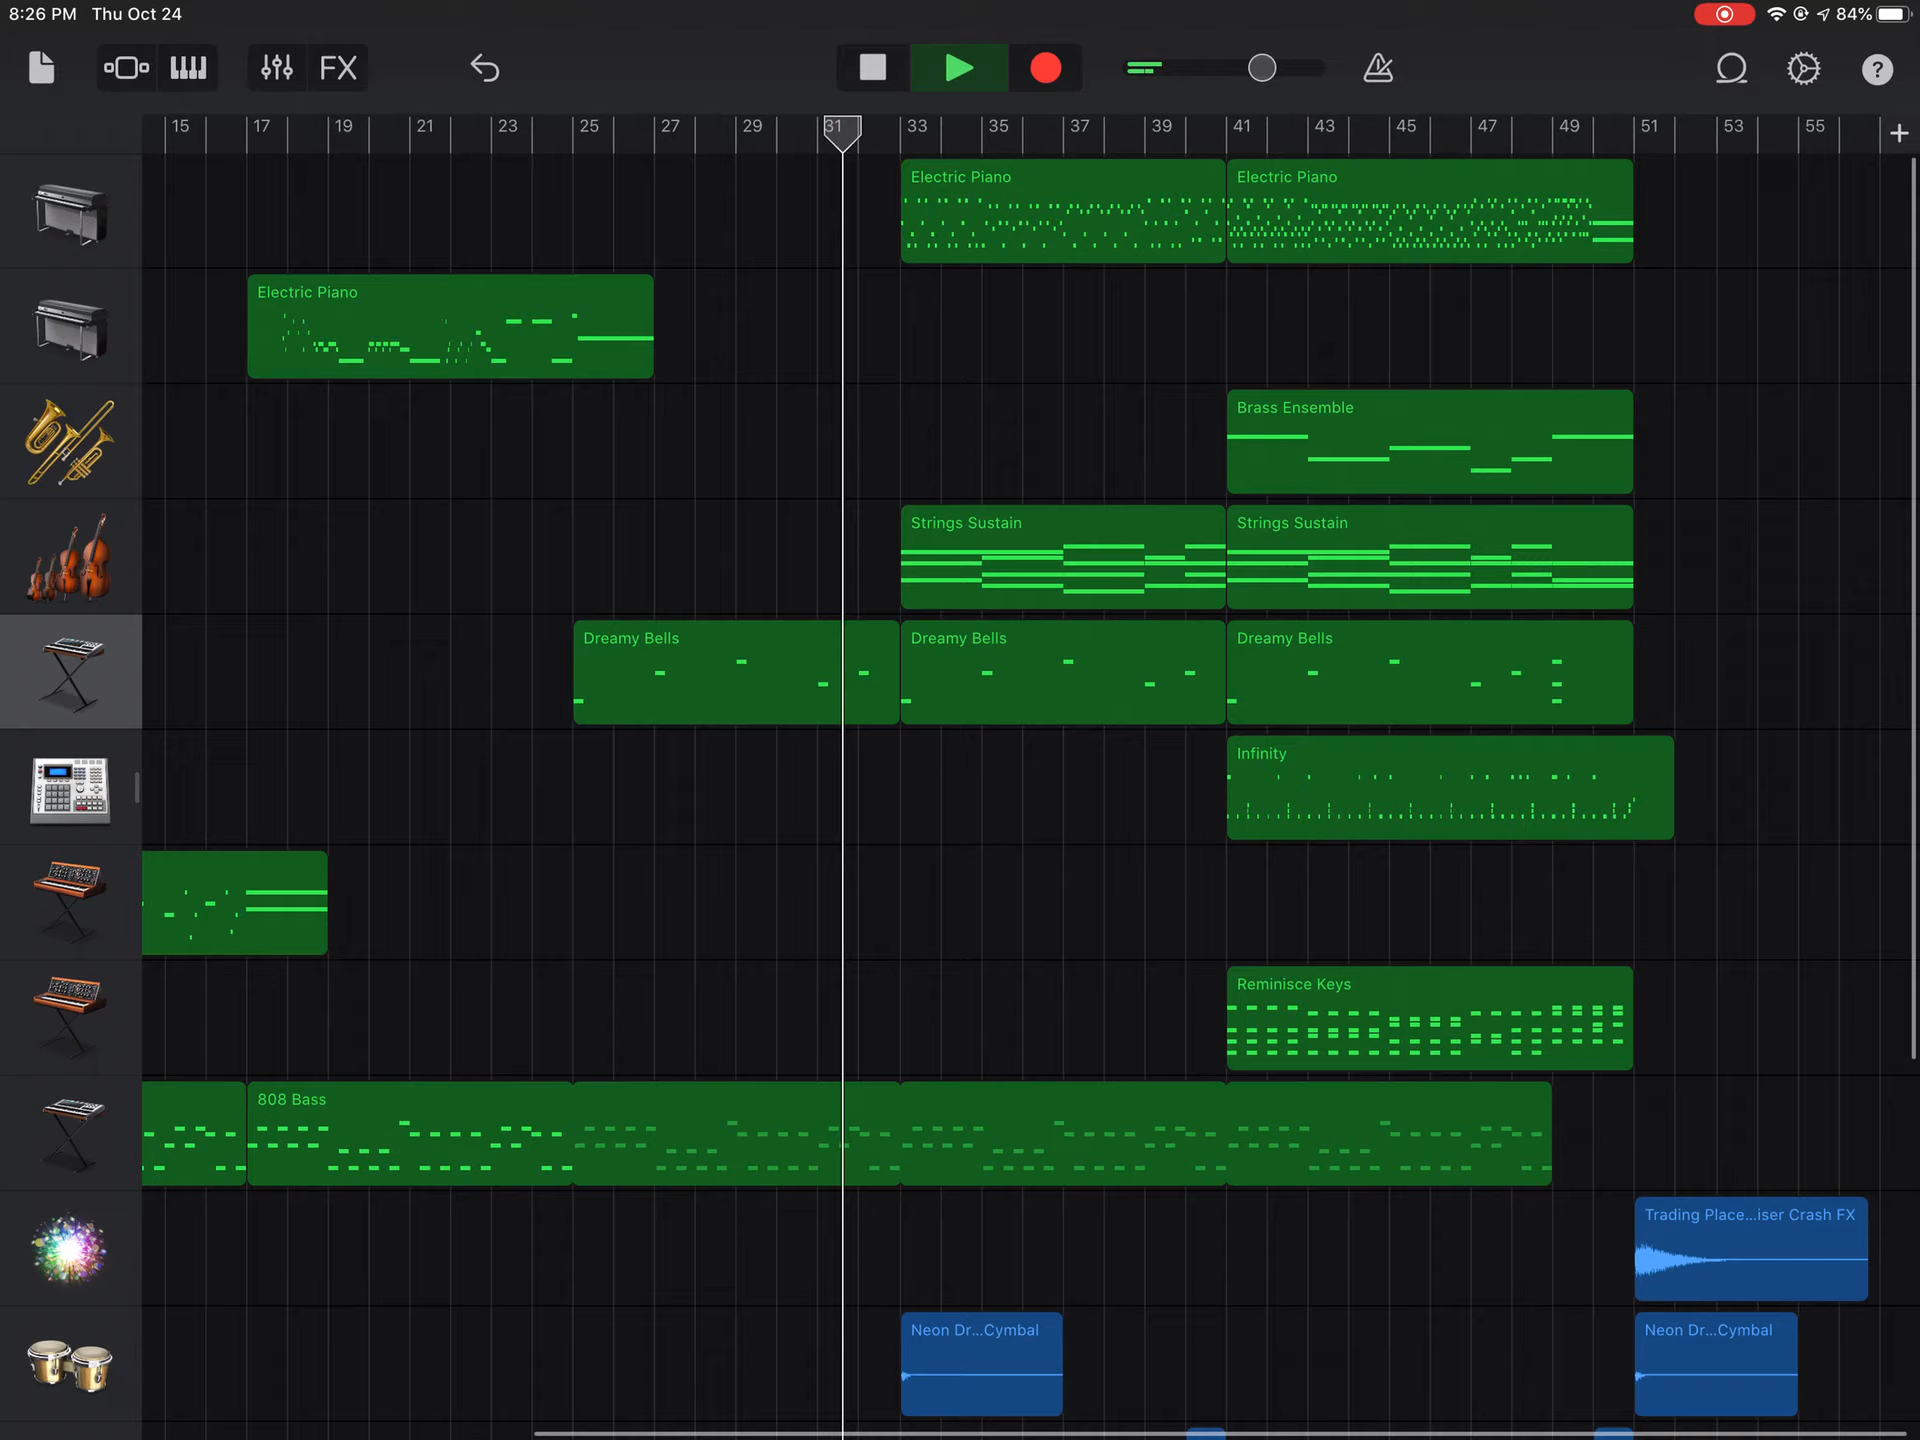 8:26 PM Thu Oct 24
84%
FX
?
15 17 19 21 23 25 27 29 31 33 35 37 39 41 43 45 47 49 51 53 55 +
Electric Piano Electric Piano
Electric Piano
Brass Ensemble
Strings Sustain Strings Sustain
Dreamy Bells Dreamy Bells Dreamy Bells
Infinity
Reminisce Keys
808 Bass
Trading Place...iser Crash FX
Neon Dr...Cymbal Neon Dr...Cymbal